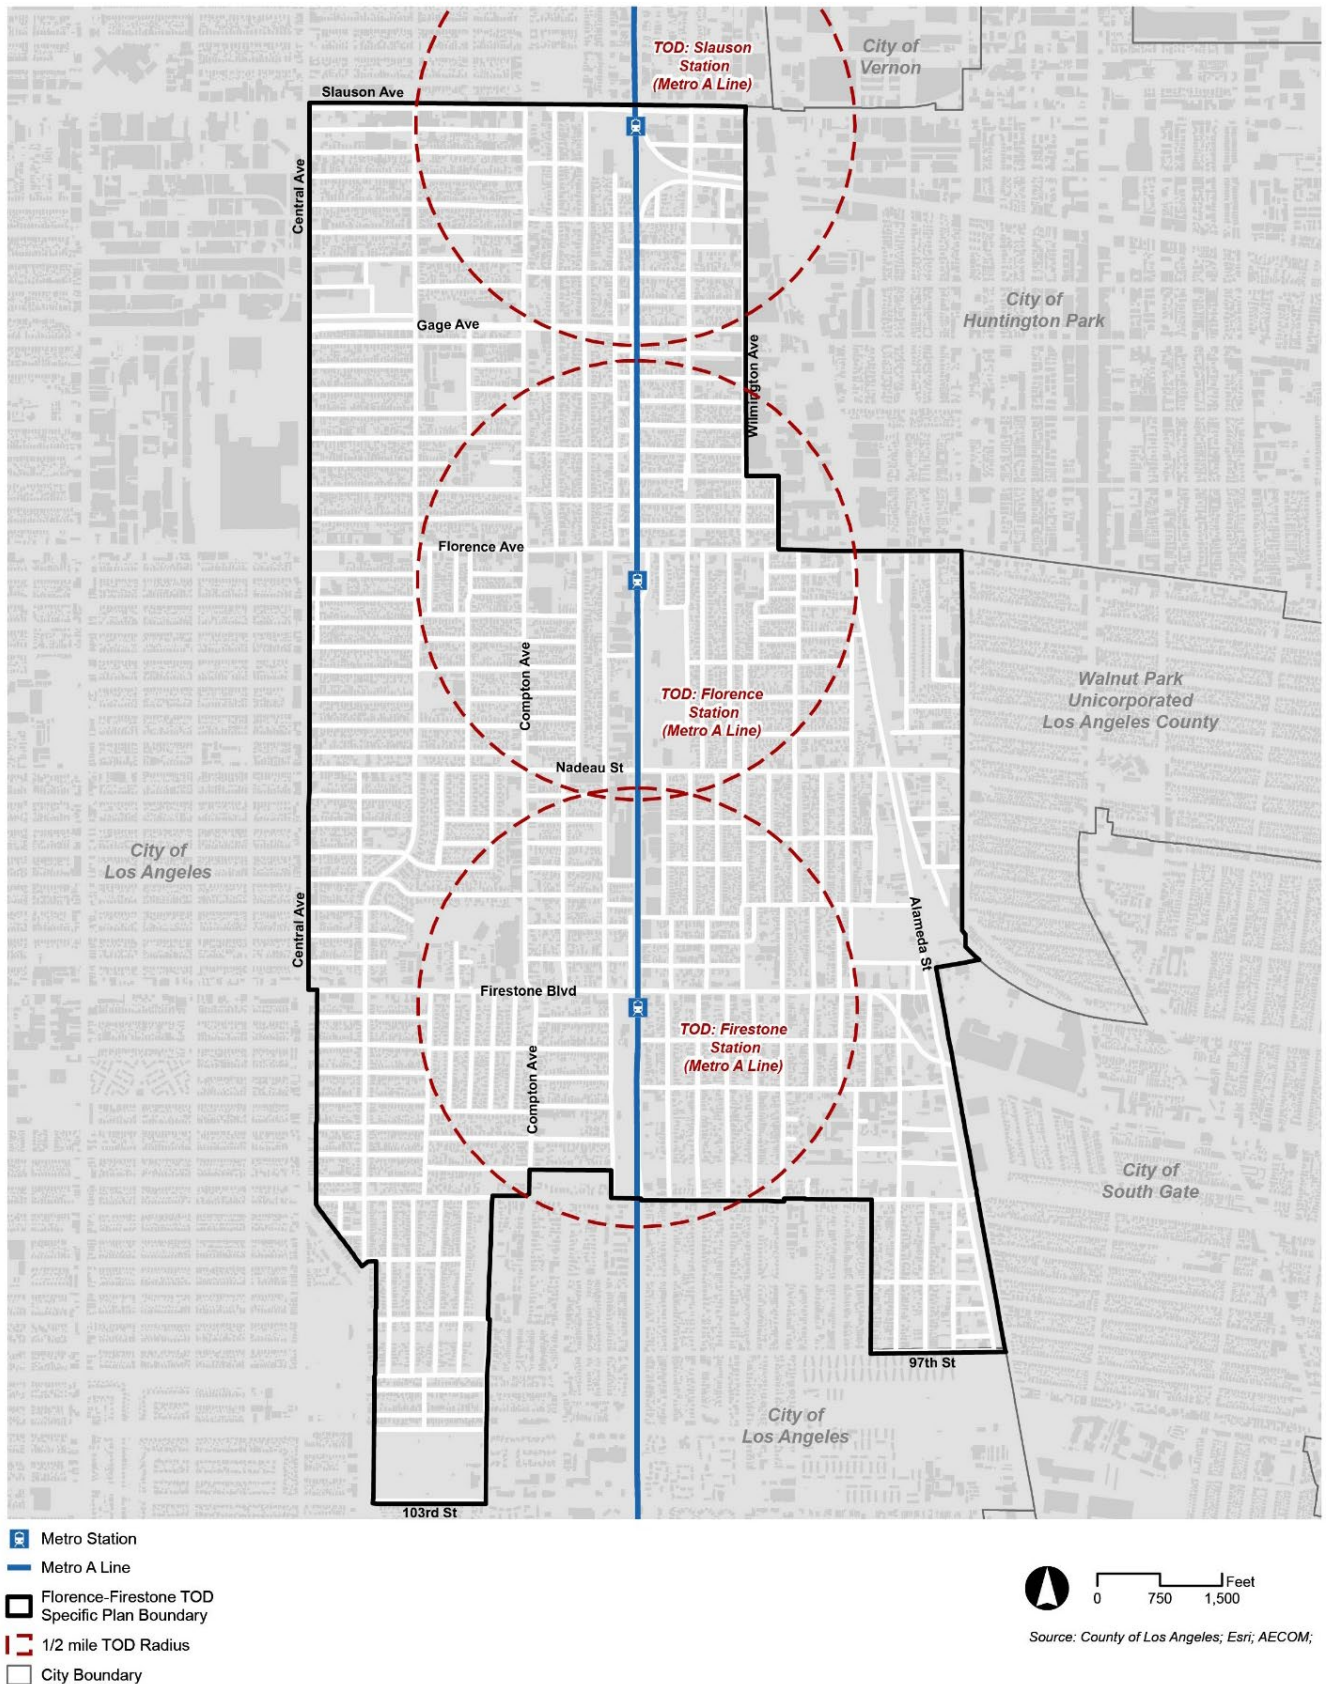 TOD: Slauson
Station
(Metro A Line)
City of
Vernon
Slauson Ave
Central Ave
City of
Huntington Park
Gage Ave
Wilmington Ave
Florence Ave
Compton Ave
TOD: Florence
Station
(Metro A Line)
Walnut Park
Unicorporated
Los Angeles County
Nadeau St
City of
Los Angeles
Central Ave
Alameda St
Firestone Blvd
TOD: Firestone
Station
(Metro A Line)
Compton Ave
City of
South Gate
97th St
City of
Los Angeles
103rd St
Metro Station
Metro A Line
Florence-Firestone TOD
Specific Plan Boundary
1/2 mile TOD Radius
City Boundary
Feet
0 750 1,500
Source: County of Los Angeles; Esri; AECOM;